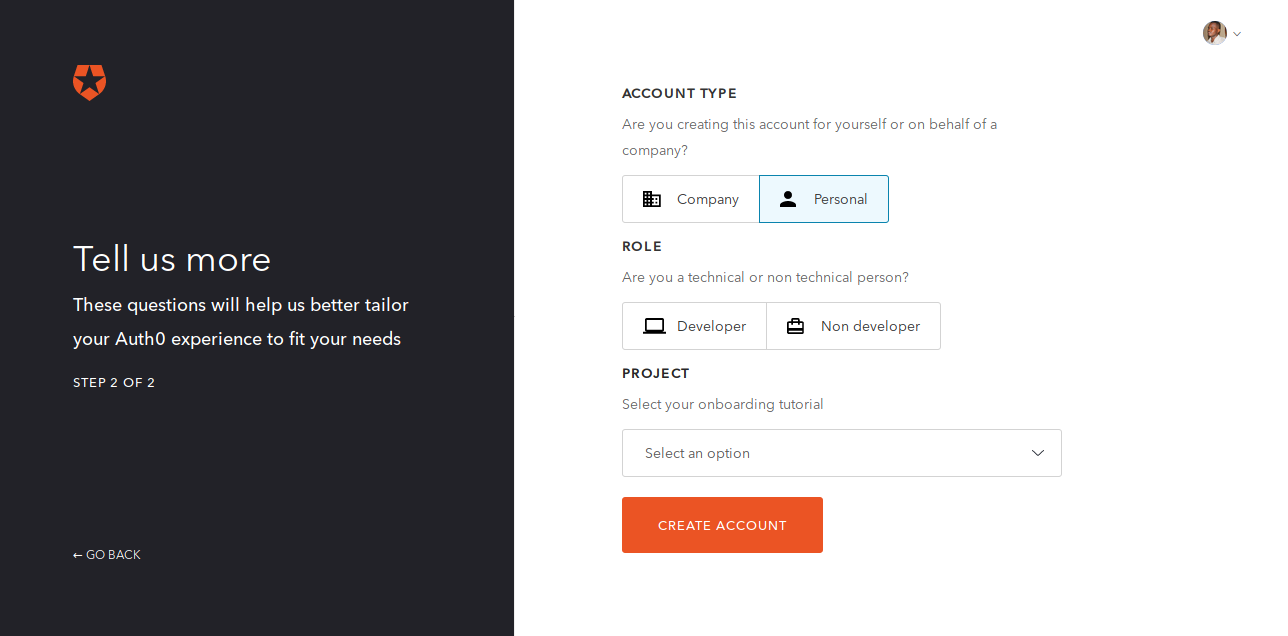 Tell us more
These questions will help us better tailor
your Auth0 experience to fit your needs
STEP 2 OF 2
← GO BACK
ACCOUNT TYPE
Are you creating this account for yourself or on behalf of a
company?
Company Personal
ROLE
Are you a technical or non technical person?
Developer Non developer
PROJECT
Select your onboarding tutorial
Select an option
CREATE ACCOUNT